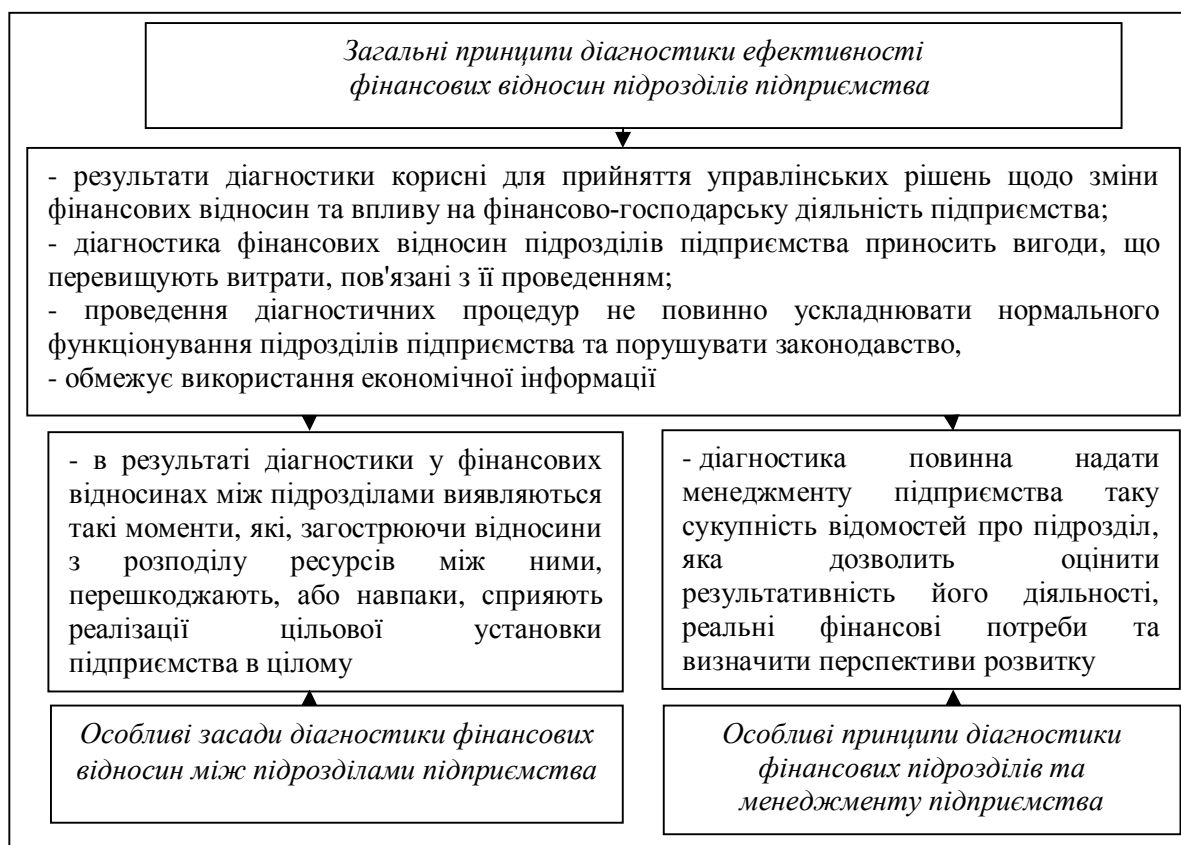 Загальні принципи діагностики ефективності
фінансових відносин підрозділів підприємства
- результати діагностики корисні для прийняття управлінських рішень щодо зміни
фінансових відносин та впливу на фінансово-господарську діяльність підприємства;
- діагностика фінансових відносин підрозділів підприємства приносить вигоди, що
перевищують витрати, пов'язані з її проведенням;
- проведення діагностичних процедур не повинно ускладнювати нормального
функціонування підрозділів підприємства та порушувати законодавство,
- обмежує використання економічної інформації
- в результаті діагностики у фінансових
відносинах між підрозділами виявляються
такі моменти, які, загострюючи відносини
з розподілу ресурсів між ними,
перешкоджають, або навпаки, сприяють
реалізації цільової установки
підприємства в цілому
- діагностика повинна надати
менеджменту підприємства таку
сукупність відомостей про підрозділ,
яка дозволить оцінити
результативність його діяльності,
реальні фінансові потреби та
визначити перспективи розвитку
Особливі засади діагностики фінансових
відносин між підрозділами підприємства
Особливі принципи діагностики
фінансових підрозділів та
менеджменту підприємства